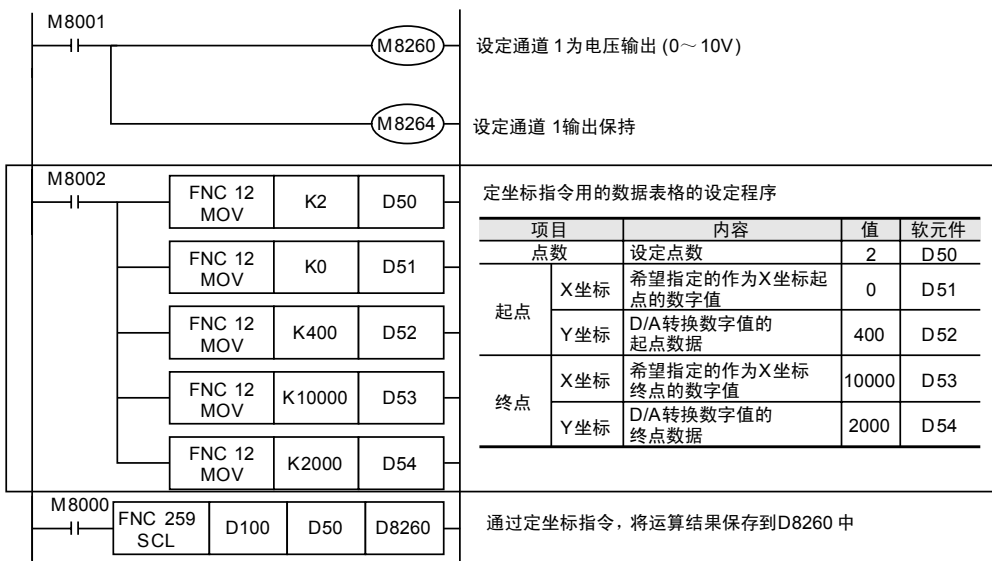 M8001
M8260
设定通道 1为电压输出 (0～10V)
M8264
设定通道 1输出保持
M8002
FNC 12
MOV
K2
D50
定坐标指令用的数据表格的设定程序
FNC 12
MOV
K0
D51
FNC 12
MOV
K400
D52
FNC 12
MOV
K10000
D53
FNC 12
MOV
K2000
D54
项目 内容 值 软元件
点数 设定点数 2 D50
起点
X坐标
希望指定的作为X坐标起
点的数字值
0
D51
Y坐标
D/A转换数字值的
起点数据
400
D52
终点
X坐标
希望指定的作为X坐标
终点的数字值
10000
D53
Y坐标
D/A转换数字值的
终点数据
2000
D54
M8000
FNC 259
SCL
D100
D50
D8260
通过定坐标指令，将运算结果保存到D8260 中